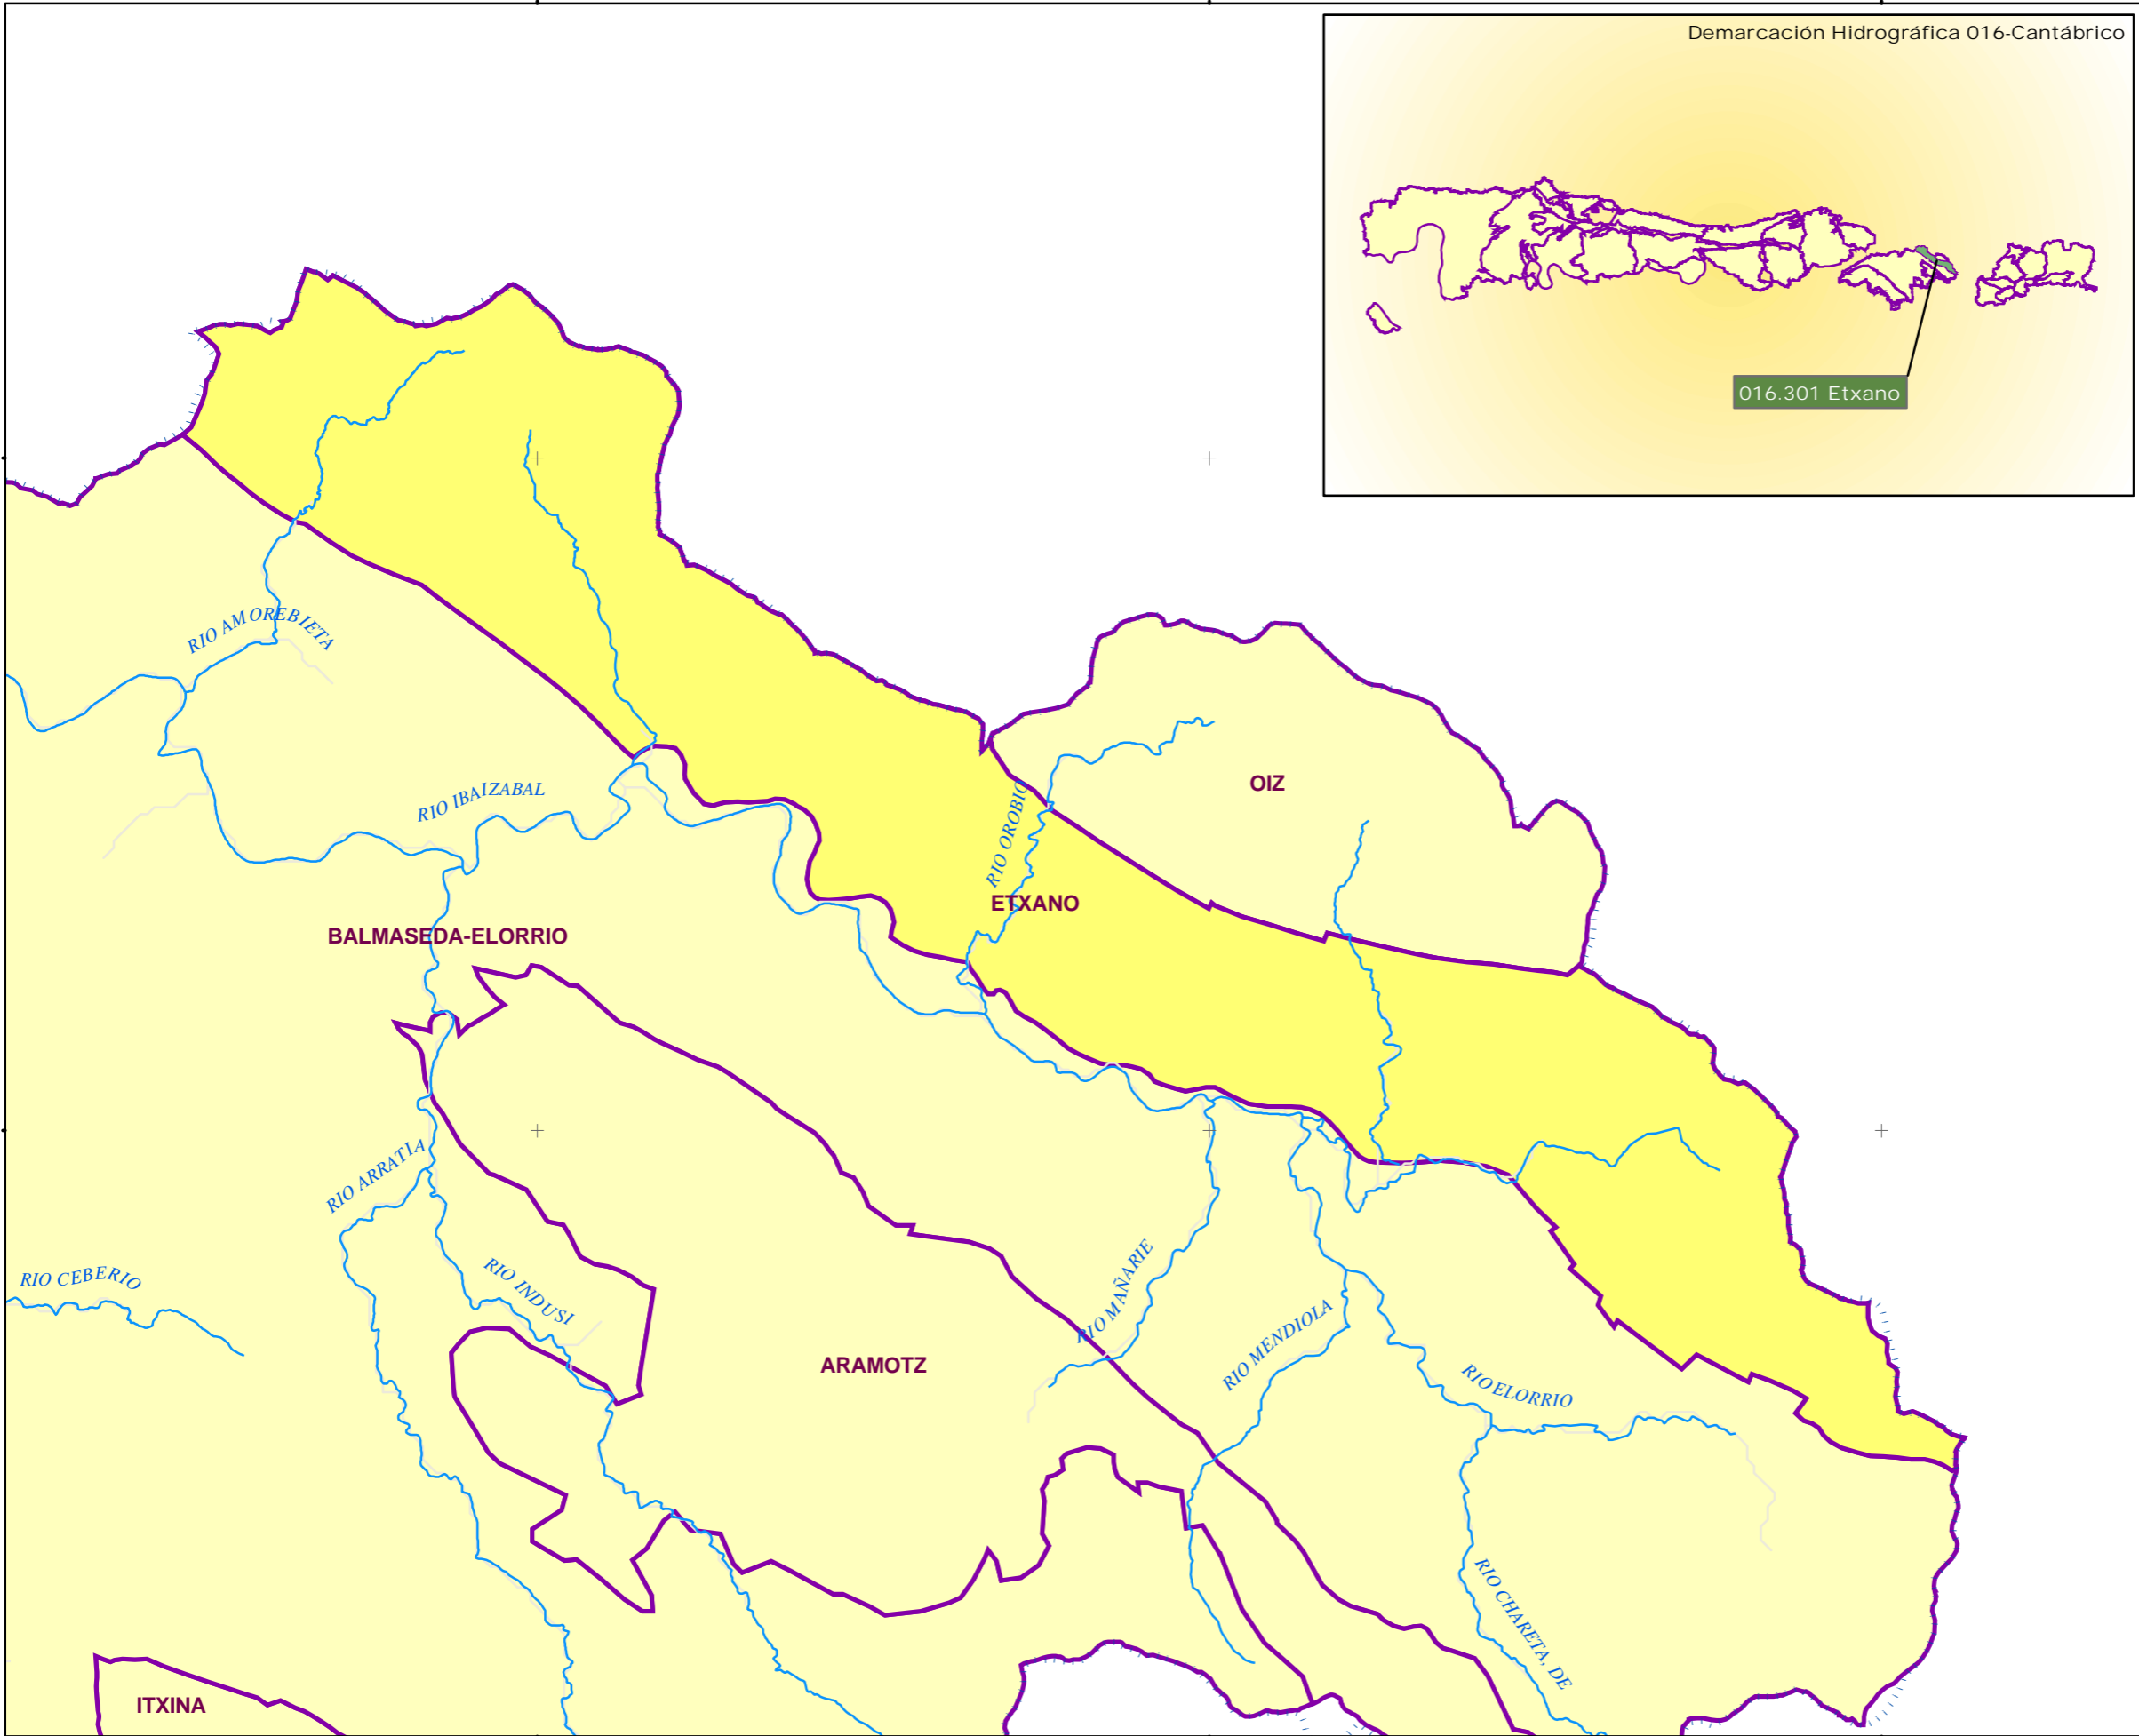 Demarcación Hidrográfica 016-Cantábrico
016.301 Etxano
RIO AMOREBIETA
RIO IBAIZABAL
OIZ
RIO OROBIO
ETXANO
BALMASEDA-ELORRIO
RIO ARRATIA
RIO CEBERIO
RIO INDUSI
RIO MAÑARIE
RIO MENDIOLA
ARAMOTZ
RIO ELORRIO
RIO CHARETA, DE
ITXINA